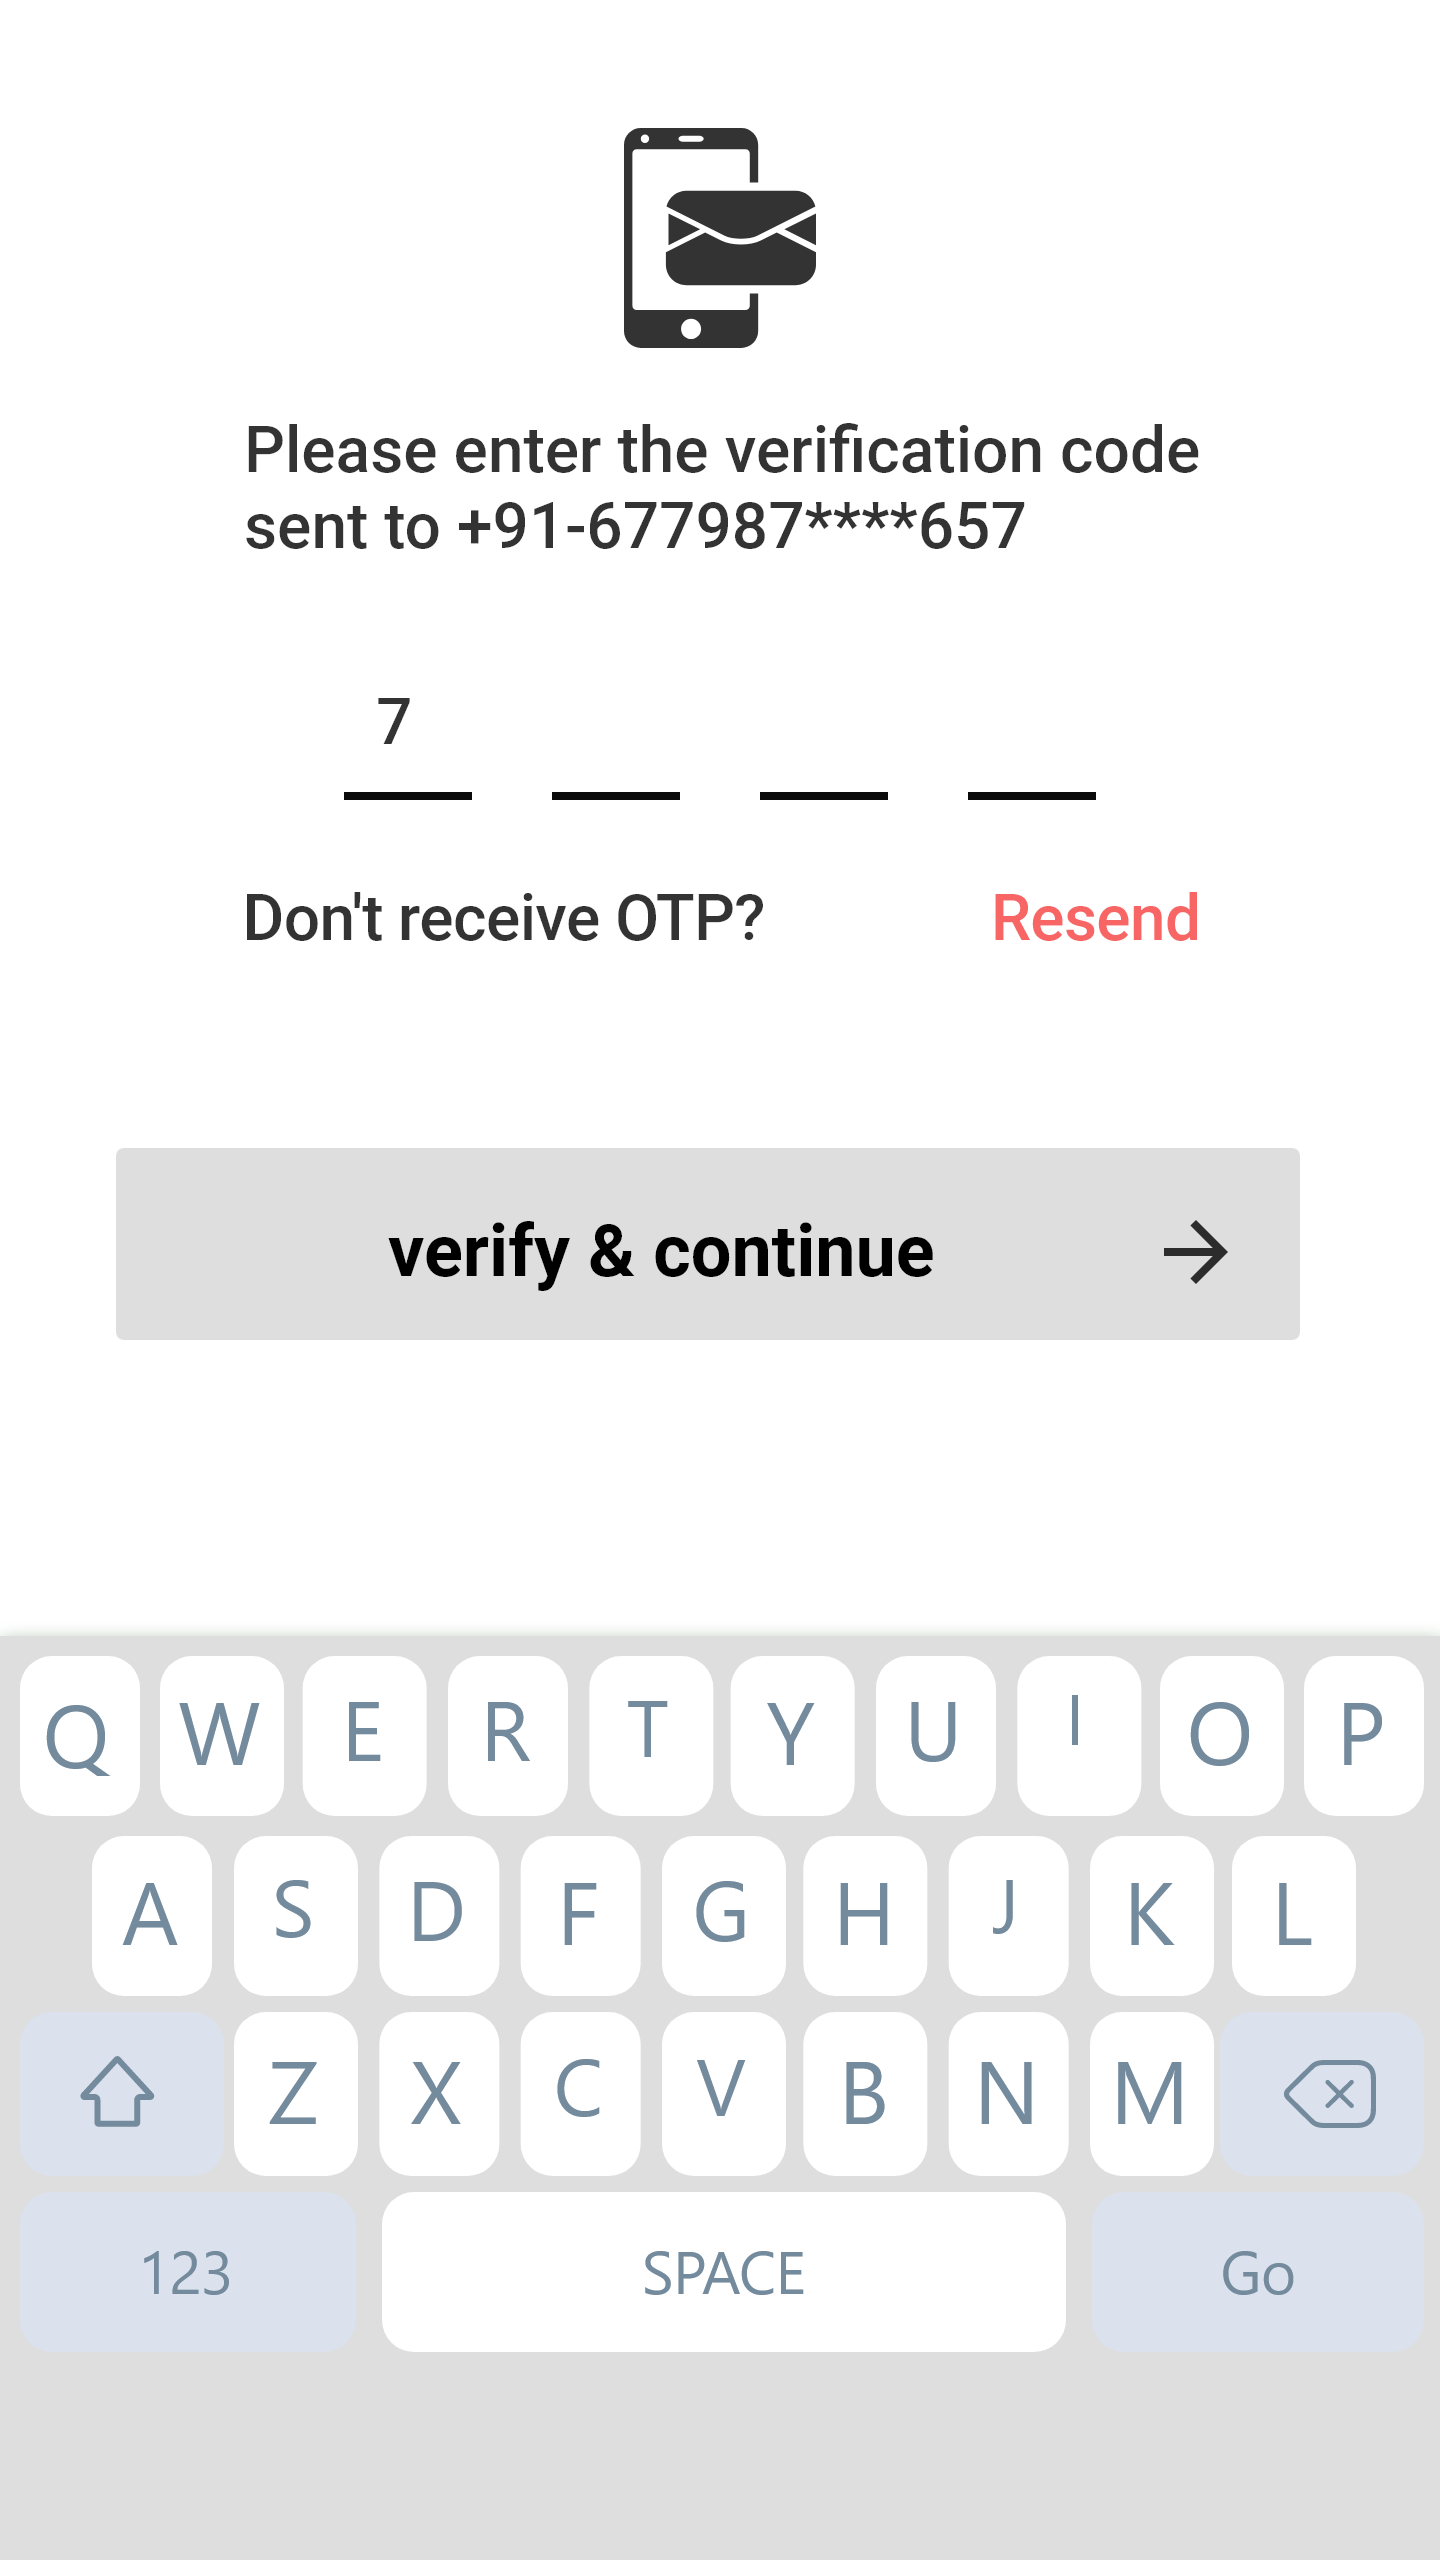 Please enter the verification code
sent to +91-677987****657
7
Don't receive OTP? Resend
verify & continue
Q W E R T Y U I O P
A S D F G H J K L
Z X C V B N M
123 SPACE Go